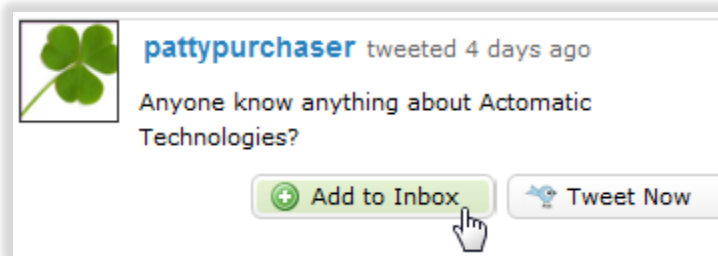 pattypurchaser tweeted 4 days ago
Anyone know anything about Actomatic
Technologies?
Add to Inbox Tweet Now